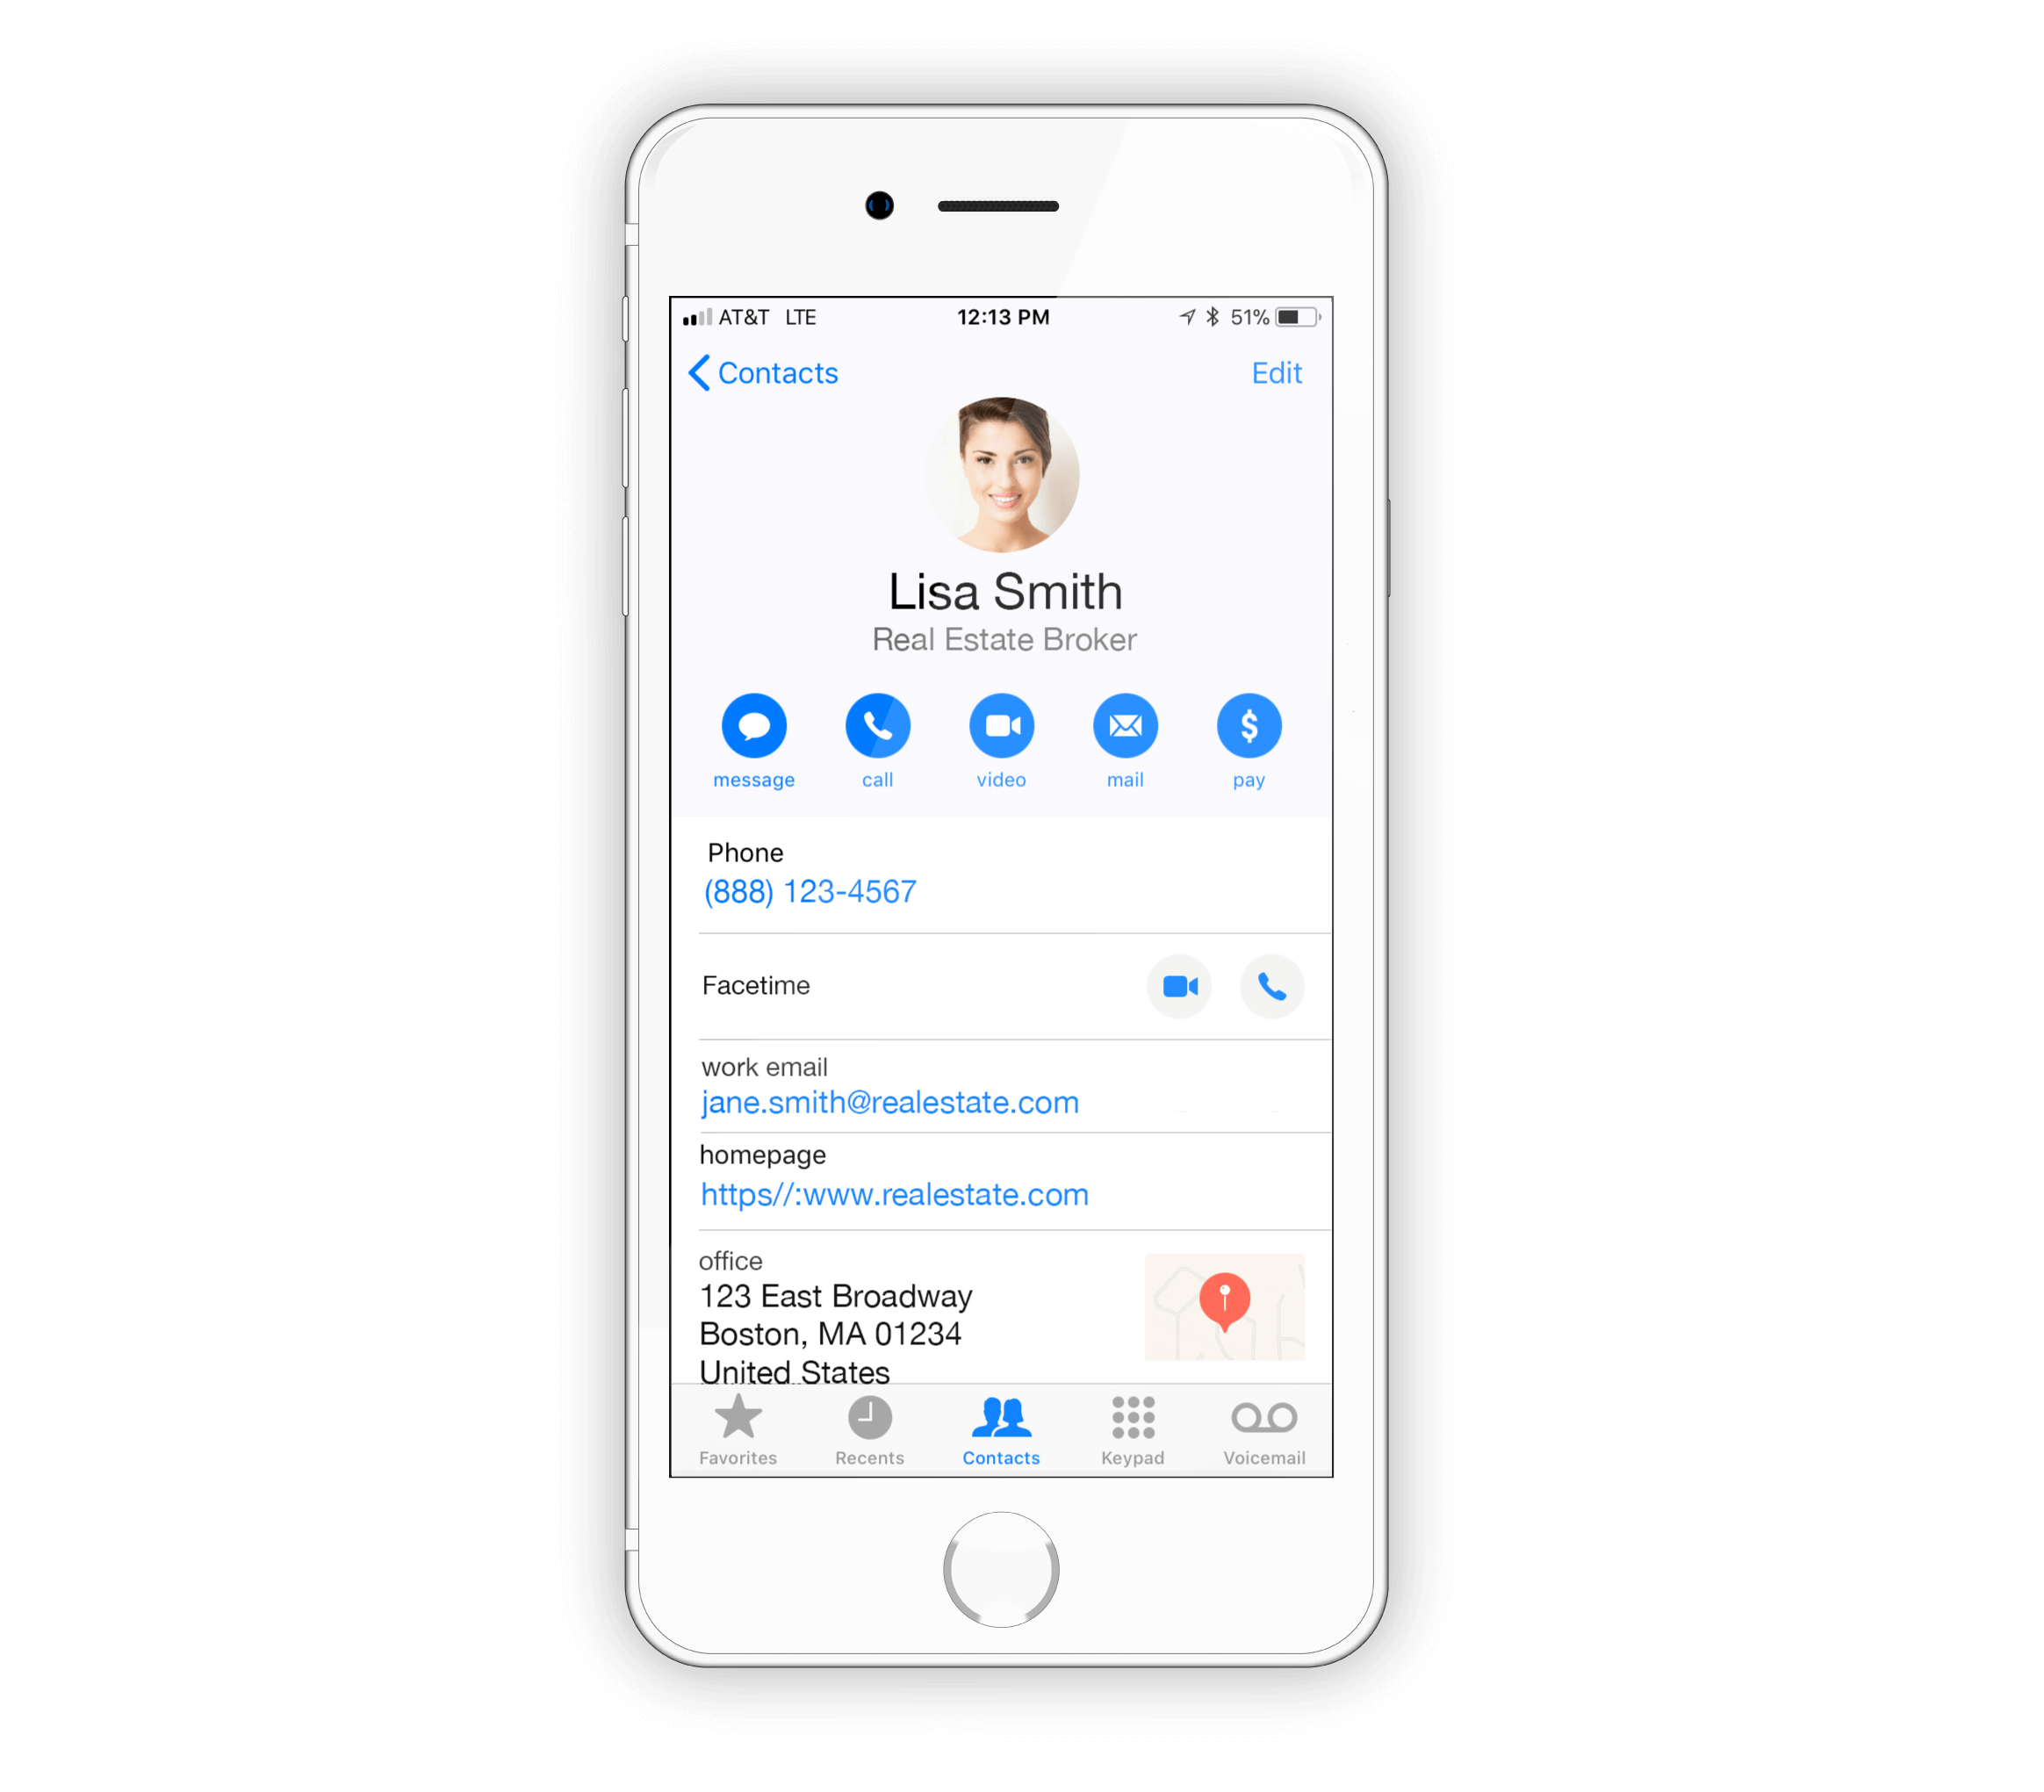 AT&T LTE 12:13 PM 51%
Contacts Edit
Lisa Smith
Real Estate Broker
message call video mail pay
Phone
(888) 123-4567
Facetime
work email
jane.smith@realestate.com
homepage
https//:www.realestate.com
office
123 East Broadway
Boston, MA 01234
United States
Favorites Recents Contacts Keypad Voicemail